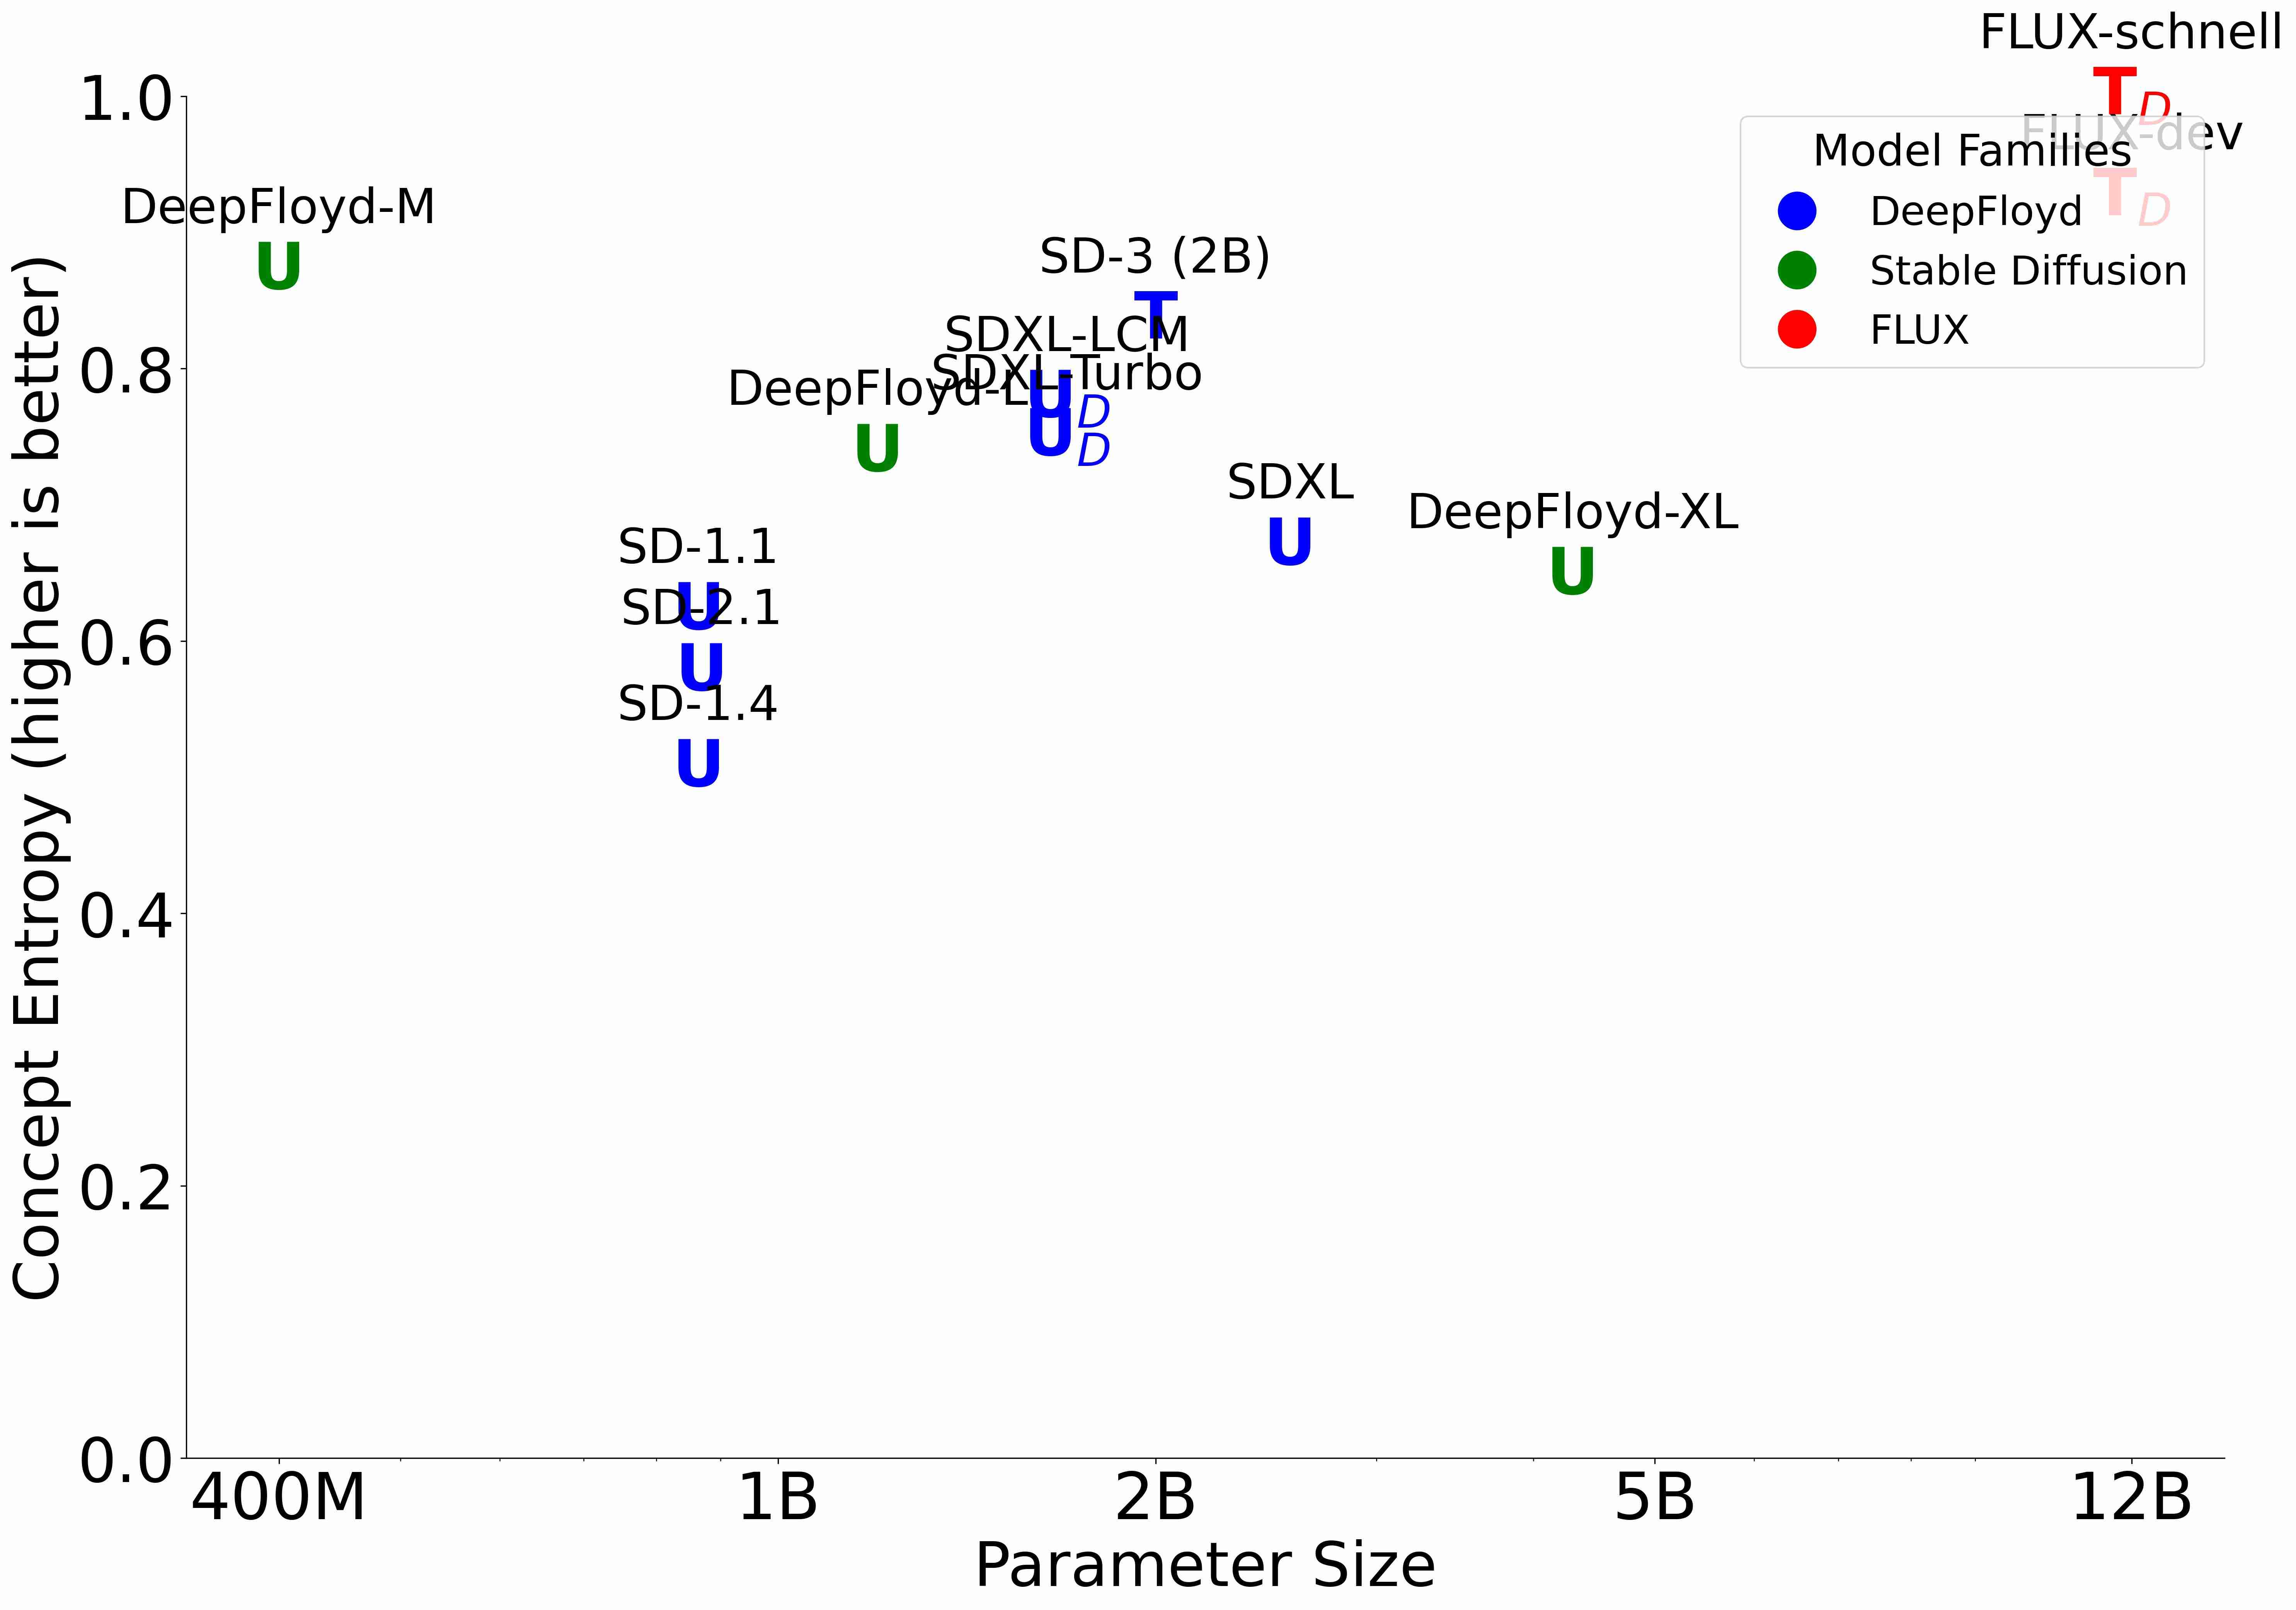 FLUX-schnell
T D
FLUX-dev
T D
Model Families
DeepFloyd
Stable Diffusion
FLUX
DeepFloyd-M
U
SD-3 (2B)
T
SDXL-LCM
U D
SDXL-Turbo
U D
DeepFloyd-L
U
SDXL
U
DeepFloyd-XL
U
SD-1.1
U
SD-2.1
U
SD-1.4
U
Concept Entropy (higher is better)
1.0
0.8
0.6
0.4
0.2
0.0
400M
1B
2B
5B
12B
Parameter Size